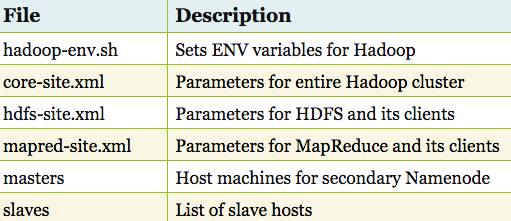 File Description
hadoop-env.sh Sets ENV variables for Hadoop
core-site.xml Parameters for entire Hadoop cluster
hdfs-site.xml Parameters for HDFS and its clients
mapred-site.xml Parameters for MapReduce and its clients
masters Host machines for secondary Namenode
slaves List of slave hosts